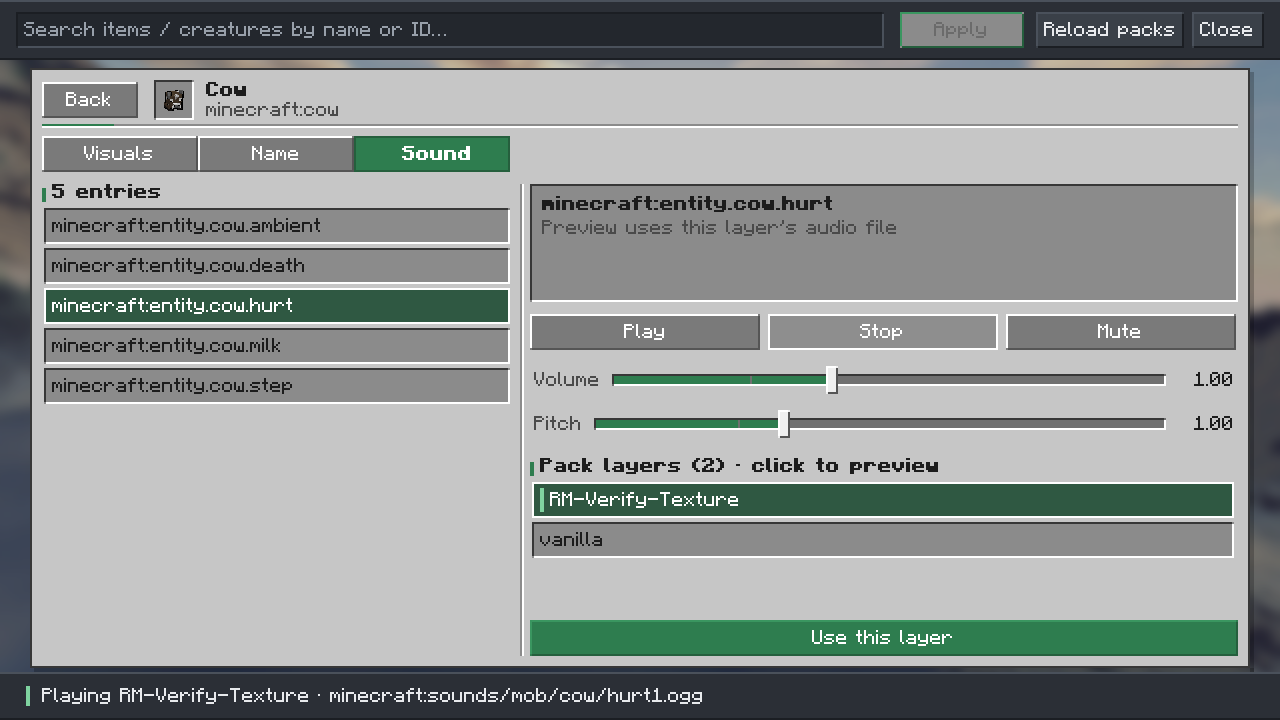 Search items / creatures by name or ID...
Apply
Reload packs
Close
Back
Cow
minecraft:cow
Visuals
Name
Sound
5 entries
minecraft:entity.cow.ambient
minecraft:entity.cow.death
minecraft:entity.cow.hurt
minecraft:entity.cow.milk
minecraft:entity.cow.step
minecraft:entity.cow.hurt
Preview uses this layer's audio file
Play
Stop
Mute
Volume
1.00
Pitch
1.00
Pack layers (2) · click to preview
RM-Verify-Texture
vanilla
Use this layer
Playing RM-Verify-Texture · minecraft:sounds/mob/cow/hurt1.ogg